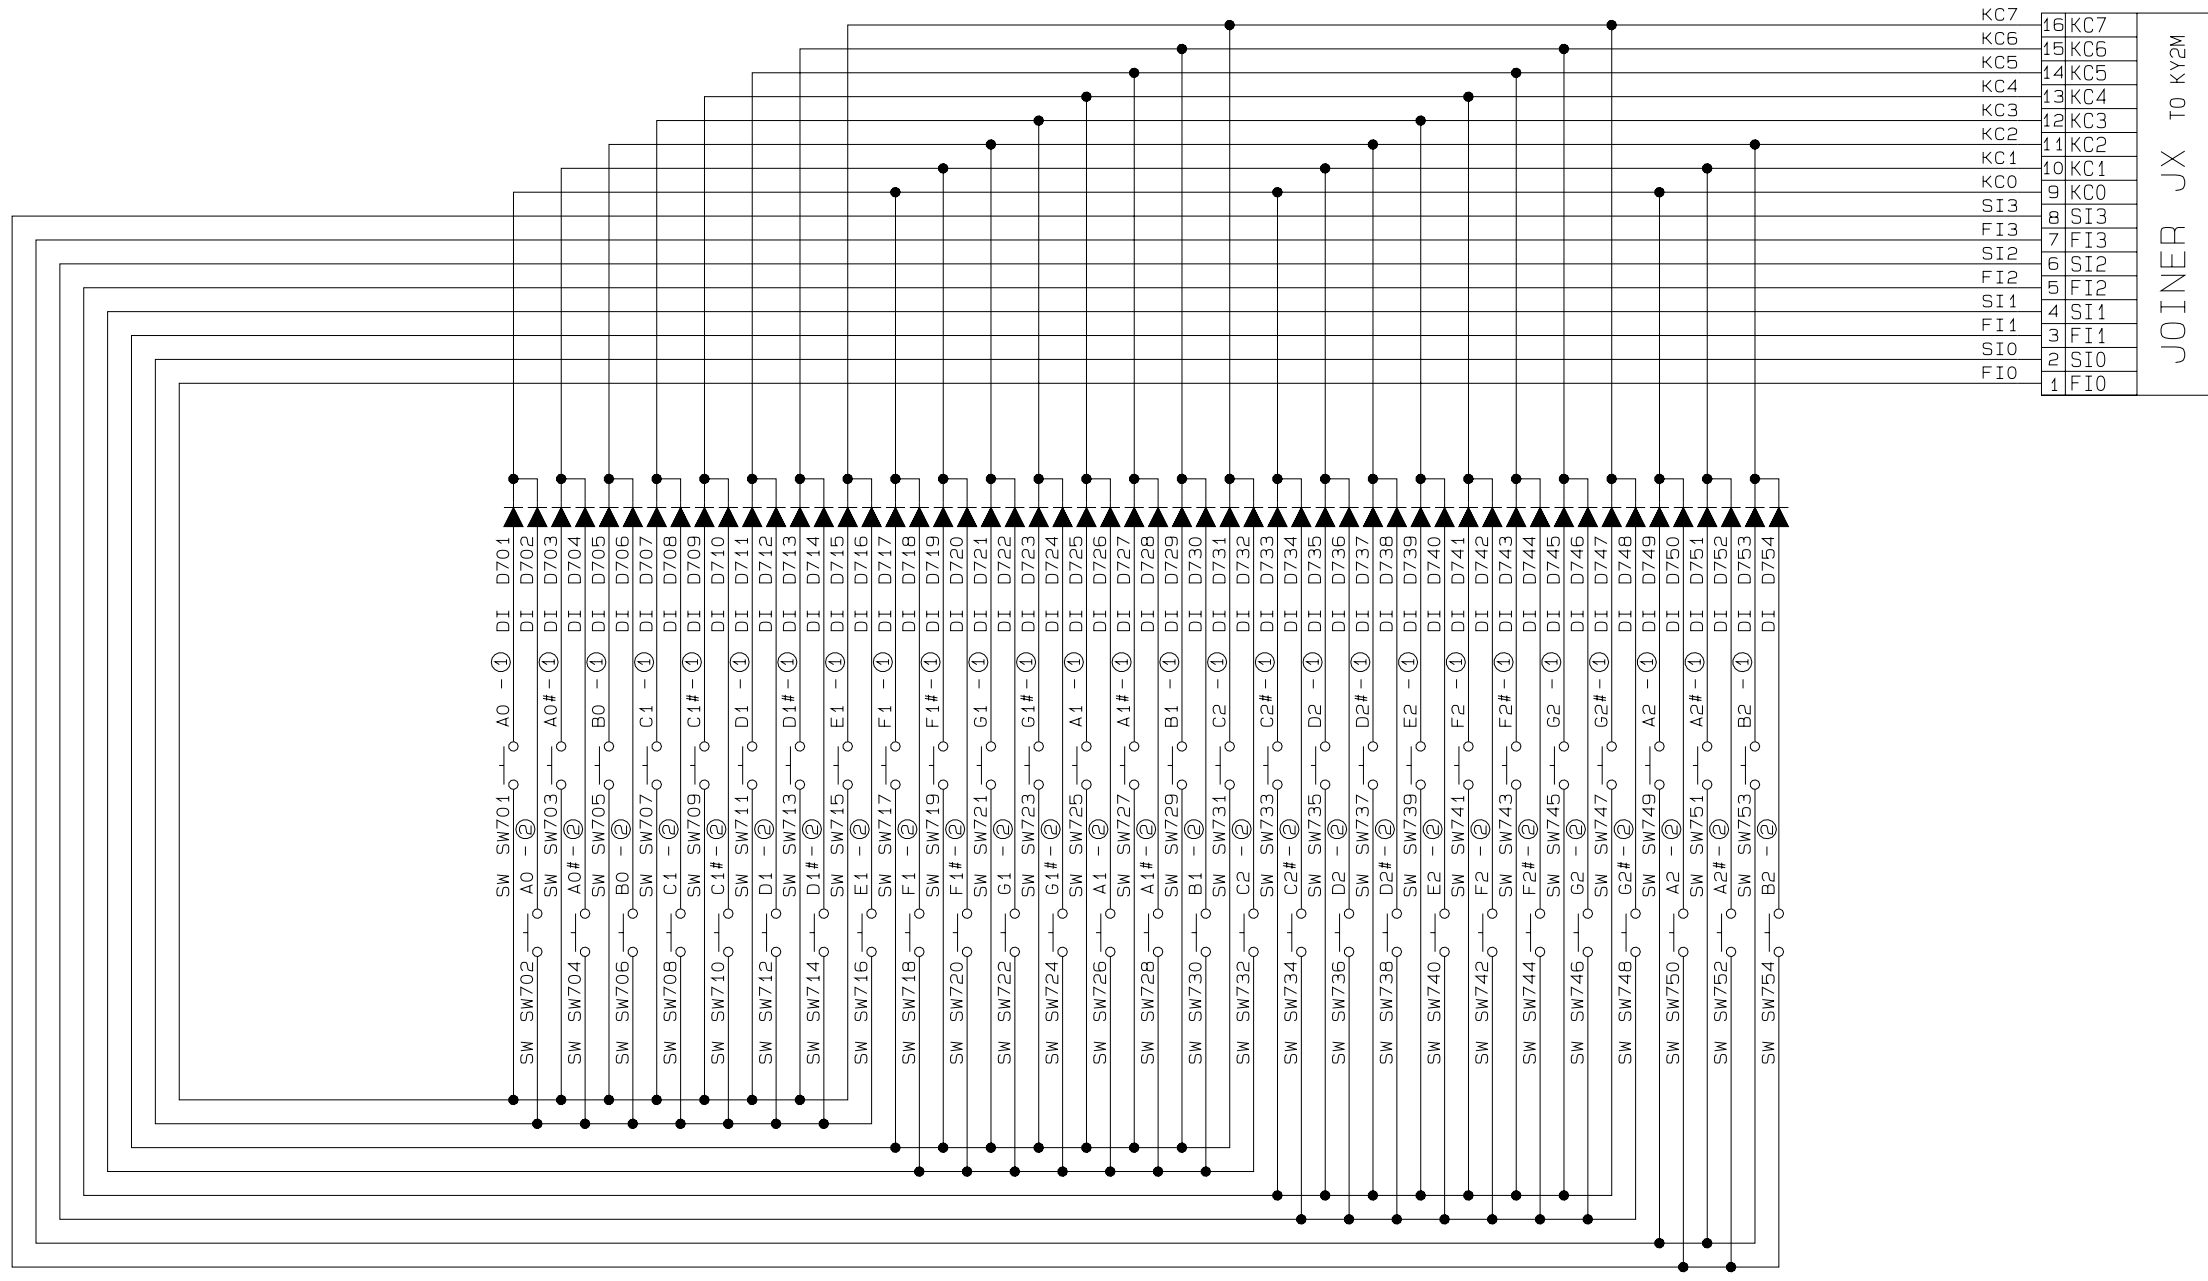 KC7
KC6
KC5
KC4
KC3
KC2
KC1
KC0
SI3
FI3
SI2
FI2
SI1
FI1
SI0
FI0
16 KC7
15 KC6
14 KC5
13 KC4
12 KC3
11 KC2
10 KC1
9 KC0
8 SI3
7 FI3
6 SI2
5 FI2
4 SI1
3 FI1
2 SI0
1 FI0
JOINER JX TO KY2M
SW SW701 A0 - ① DI D701
SW SW702 A0 - ② DI D702
SW SW703 A0# - ① DI D703
SW SW704 A0# - ② DI D704
SW SW705 B0 - ① DI D705
SW SW706 B0 - ② DI D706
SW SW707 C1 - ① DI D707
SW SW708 C1 - ② DI D708
SW SW709 C1# - ① DI D709
SW SW710 C1# - ② DI D710
SW SW711 D1 - ① DI D711
SW SW712 D1 - ② DI D712
SW SW713 D1# - ① DI D713
SW SW714 D1# - ② DI D714
SW SW715 E1 - ① DI D715
SW SW716 E1 - ② DI D716
SW SW717 F1 - ① DI D717
SW SW718 F1 - ② DI D718
SW SW719 F1# - ① DI D719
SW SW720 F1# - ② DI D720
SW SW721 G1 - ① DI D721
SW SW722 G1 - ② DI D722
SW SW723 G1# - ① DI D723
SW SW724 G1# - ② DI D724
SW SW725 A1 - ① DI D725
SW SW726 A1 - ② DI D726
SW SW727 A1# - ① DI D727
SW SW728 A1# - ② DI D728
SW SW729 B1 - ① DI D729
SW SW730 B1 - ② DI D730
SW SW731 C2 - ① DI D731
SW SW732 C2 - ② DI D732
SW SW733 C2# - ① DI D733
SW SW734 C2# - ② DI D734
SW SW735 D2 - ① DI D735
SW SW736 D2 - ② DI D736
SW SW737 D2# - ① DI D737
SW SW738 D2# - ② DI D738
SW SW739 E2 - ① DI D739
SW SW740 E2 - ② DI D740
SW SW741 F2 - ① DI D741
SW SW742 F2 - ② DI D742
SW SW743 F2# - ① DI D743
SW SW744 F2# - ② DI D744
SW SW745 G2 - ① DI D745
SW SW746 G2 - ② DI D746
SW SW747 G2# - ① DI D747
SW SW748 G2# - ② DI D748
SW SW749 A2 - ① DI D749
SW SW750 A2 - ② DI D750
SW SW751 A2# - ① DI D751
SW SW752 A2# - ② DI D752
SW SW753 B2 - ① DI D753
SW SW754 B2 - ② DI D754